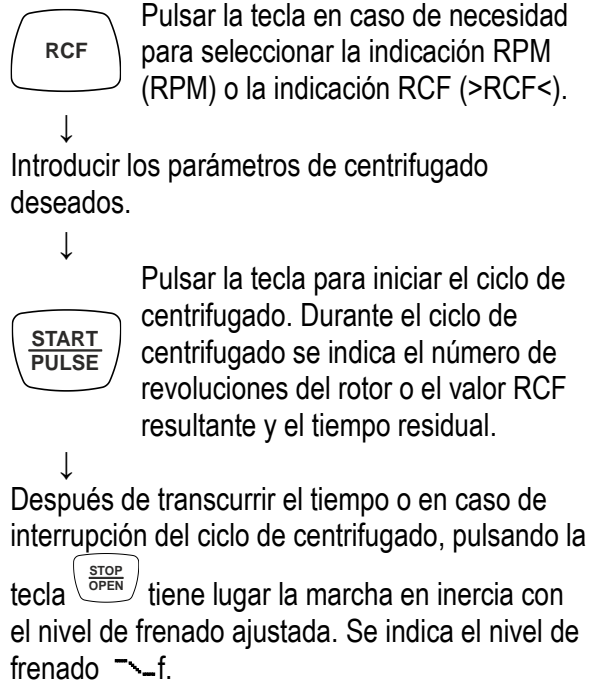 RCF
Pulsar la tecla en caso de necesidad
para seleccionar la indicación RPM
(RPM) o la indicación RCF (>RCF<).
↓
Introducir los parámetros de centrifugado
deseados.
↓
START
PULSE
Pulsar la tecla para iniciar el ciclo de
centrifugado. Durante el ciclo de
centrifugado se indica el número de
revoluciones del rotor o el valor RCF
resultante y el tiempo residual.
↓
Después de transcurrir el tiempo o en caso de
interrupción del ciclo de centrifugado, pulsando la
tecla STOP OPEN tiene lugar la marcha en inercia con
el nivel de frenado ajustada. Se indica el nivel de
frenado f.